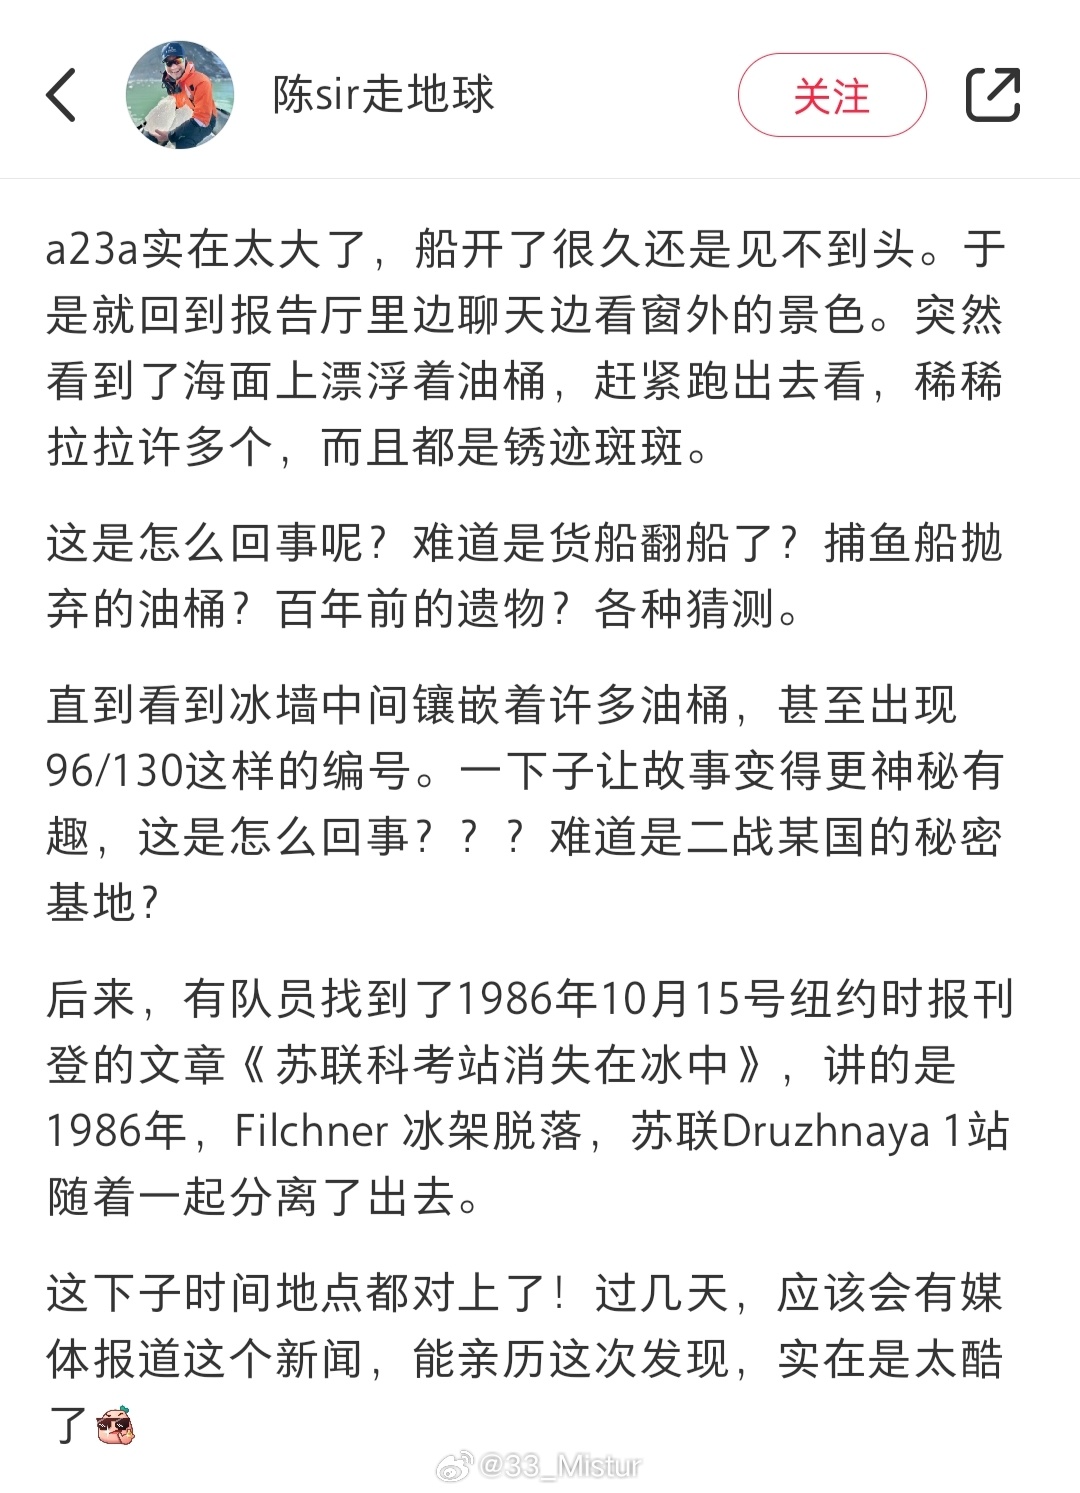 陈sir走地球
关注
a23a实在太大了，船开了很久还是见不到头。于
是就回到报告厅里边聊天边看窗外的景色。突然
看到了海面上漂浮着油桶，赶紧跑出去看，稀稀
拉拉许多个，而且都是锈迹斑斑。
这是怎么回事呢？难道是货船翻船了？捕鱼船抛
弃的油桶？百年前的遗物？各种猜测。
直到看到冰墙中间镶嵌着许多油桶，甚至出现
96/130这样的编号。一下子让故事变得更神秘有
趣，这是怎么回事？？？难道是二战某国的秘密
基地？
后来，有队员找到了1986年10月15号纽约时报刊
登的文章《苏联科考站消失在冰中》，讲的是
1986年，Filchner 冰架脱落，苏联Druzhnaya 1站
随着一起分离了出去。
这下子时间地点都对上了！过几天，应该会有媒
体报道这个新闻，能亲历这次发现，实在是太酷
了
@33_Mistur